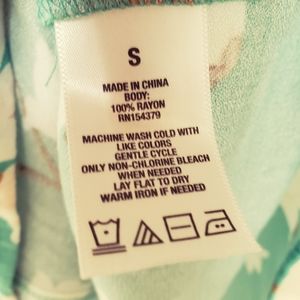 S
MADE IN CHINA
BODY:
100% RAYON
RN154379
MACHINE WASH COLD WITH
LIKE COLORS
GENTLE CYCLE
ONLY NON-CHLORINE BLEACH
WHEN NEEDED
LAY FLAT TO DRY
WARM IRON IF NEEDED